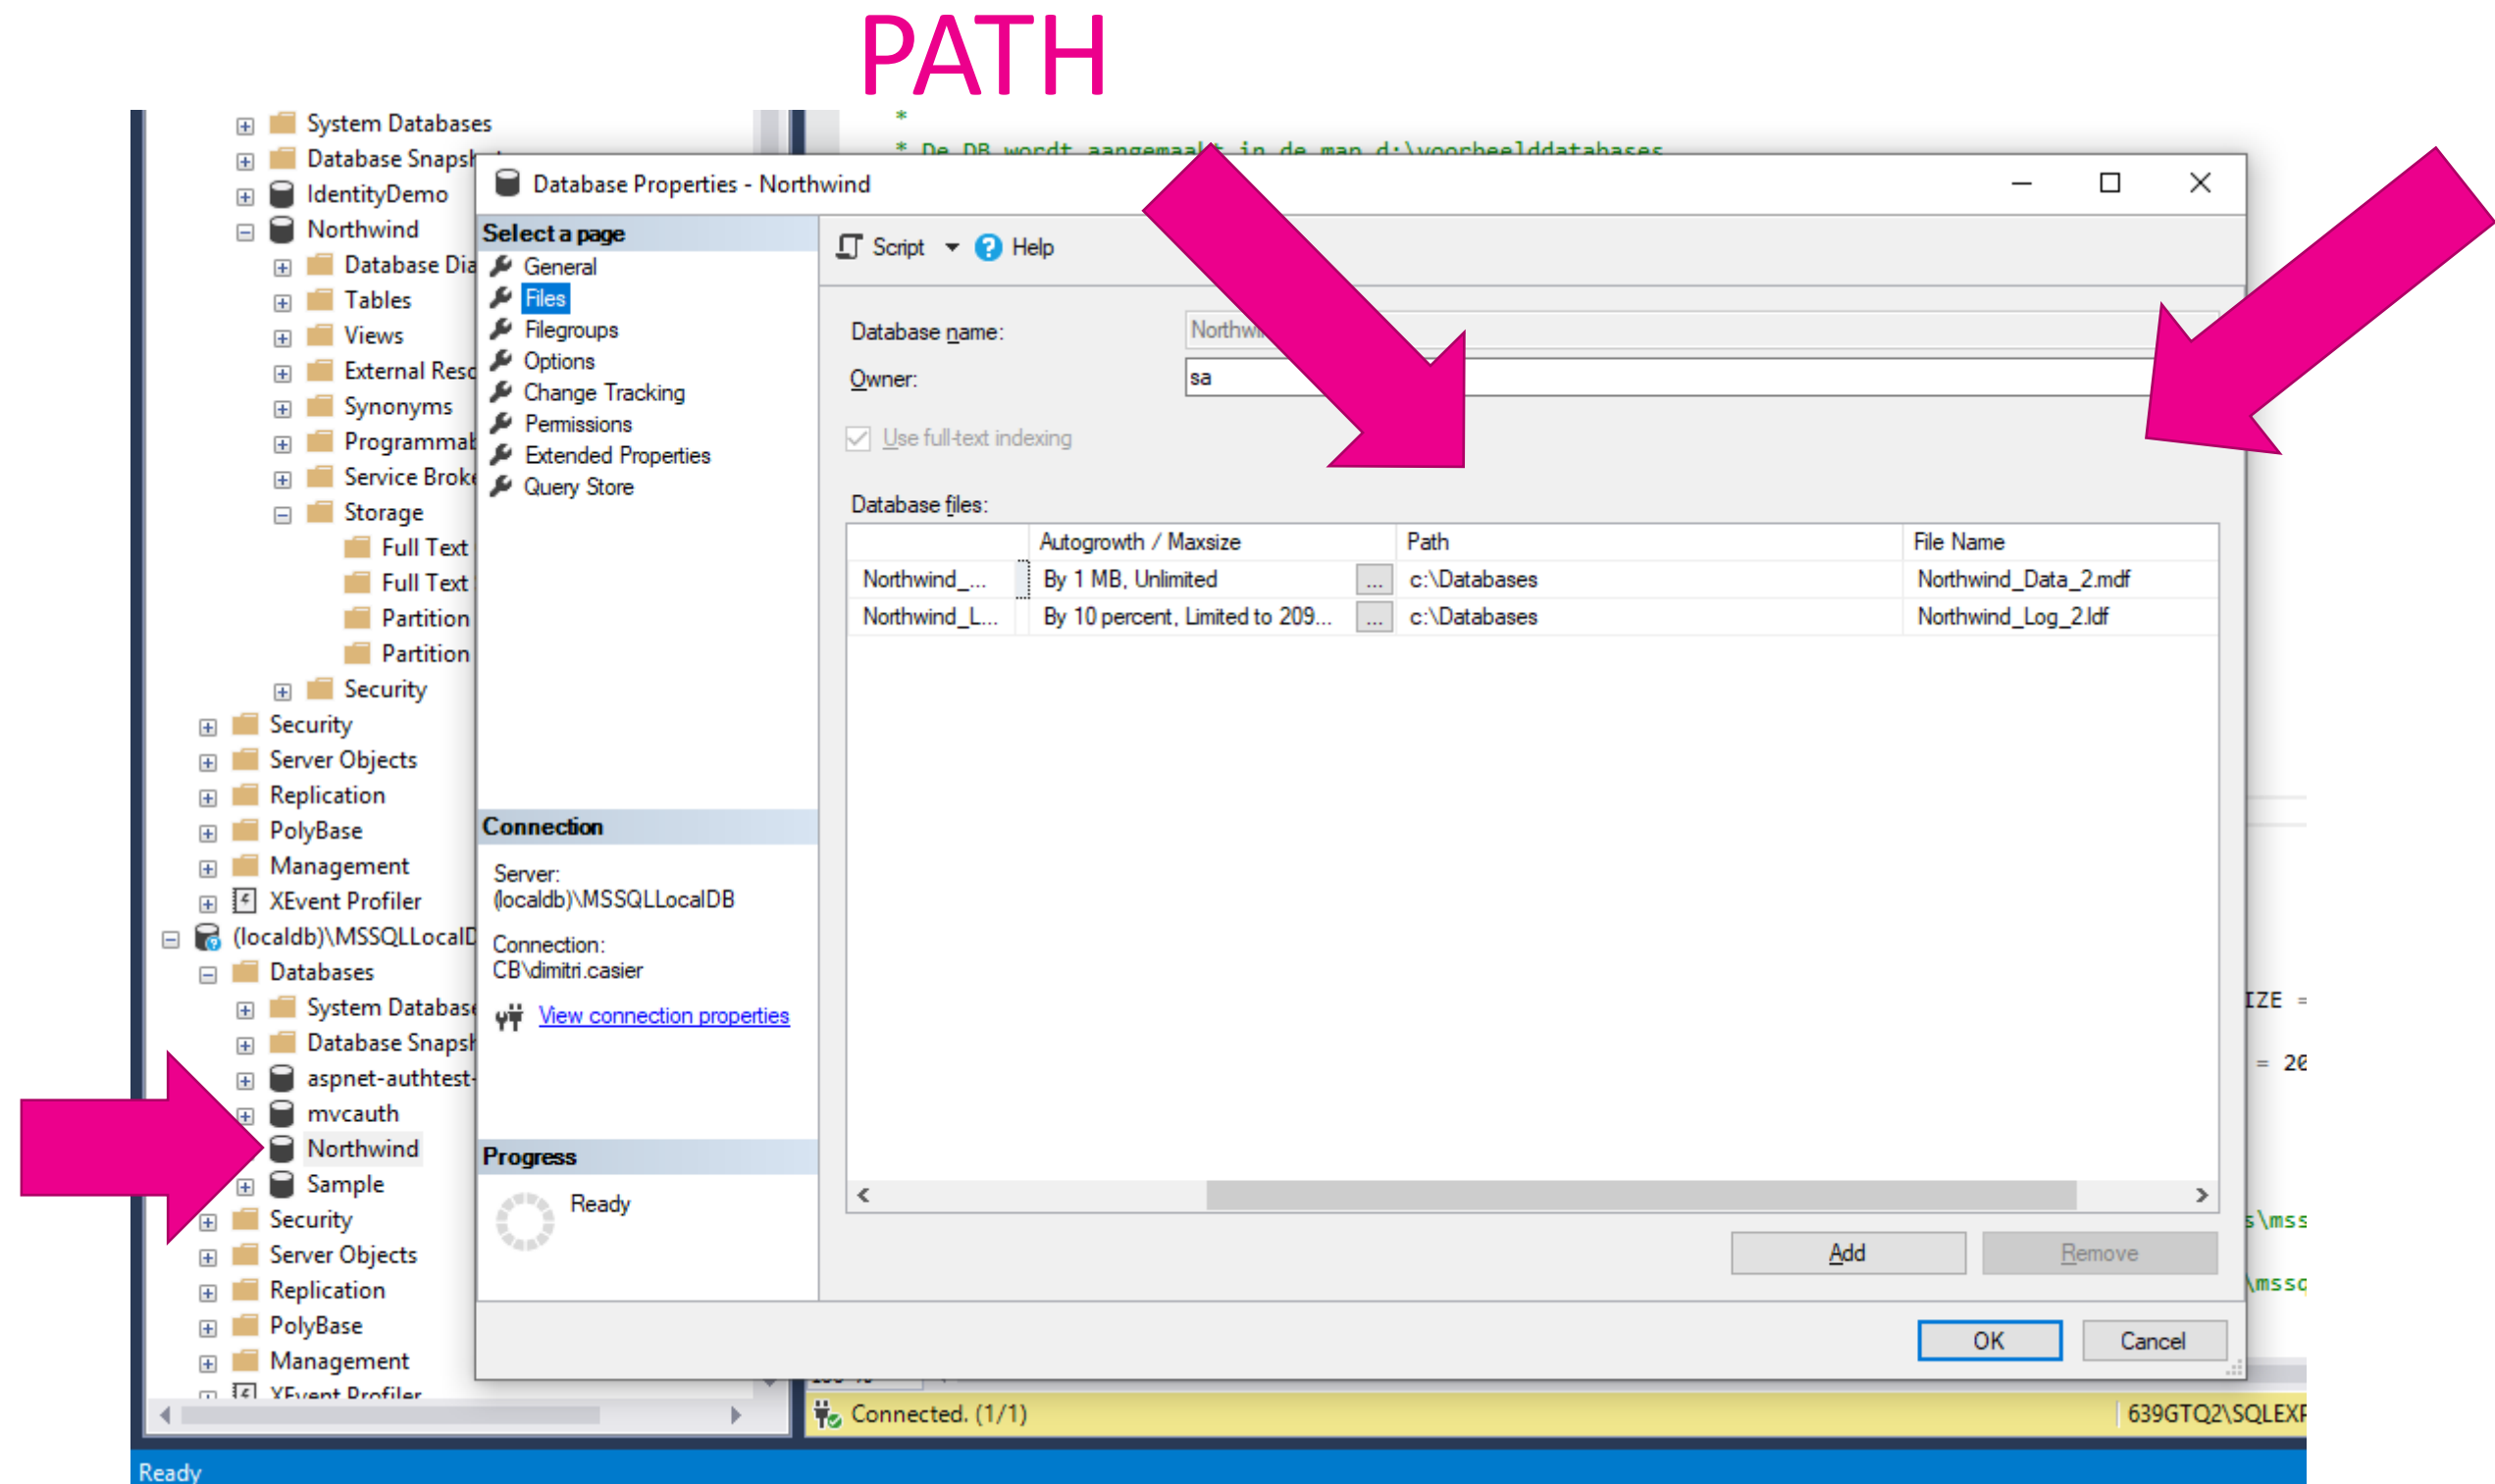 PATH
*
* De DB wordt aangemaakt in de map d:\voorbeelddatabases
System Databases
Database Snapsh
IdentityDemo
Northwind
Database Dia
Tables
Views
External Reso
Synonyms
Programmab
Service Broke
Storage
Full Text
Full Text
Partition
Partition
Security
Security
Server Objects
Replication
PolyBase
Management
XEvent Profiler
(localdb)\MSSQLLocalD
Databases
System Database
Database Snapsh
aspnet-authtest-
mvcauth
Northwind
Sample
Security
Server Objects
Replication
PolyBase
Management
XEvent Profiler
Database Properties - Northwind
Select a page
General
Files
Filegroups
Options
Change Tracking
Permissions
Extended Properties
Query Store
Connection
Server:
(localdb)\MSSQLLocalDB
Connection:
CB\dimitri.casier
View connection properties
Progress
Ready
Script Help
Database name: Northwi
Owner: sa
Use full-text indexing
Database files:
Autogrowth / Maxsize Path File Name
Northwind_... By 1 MB, Unlimited ... c:\Databases Northwind_Data_2.mdf
Northwind_L... By 10 percent, Limited to 209... ... c:\Databases Northwind_Log_2.ldf
Add Remove
OK Cancel
IZE =
= 20
s\mss
\mssq
Connected. (1/1) 639GTQ2\SQLEXP
Ready